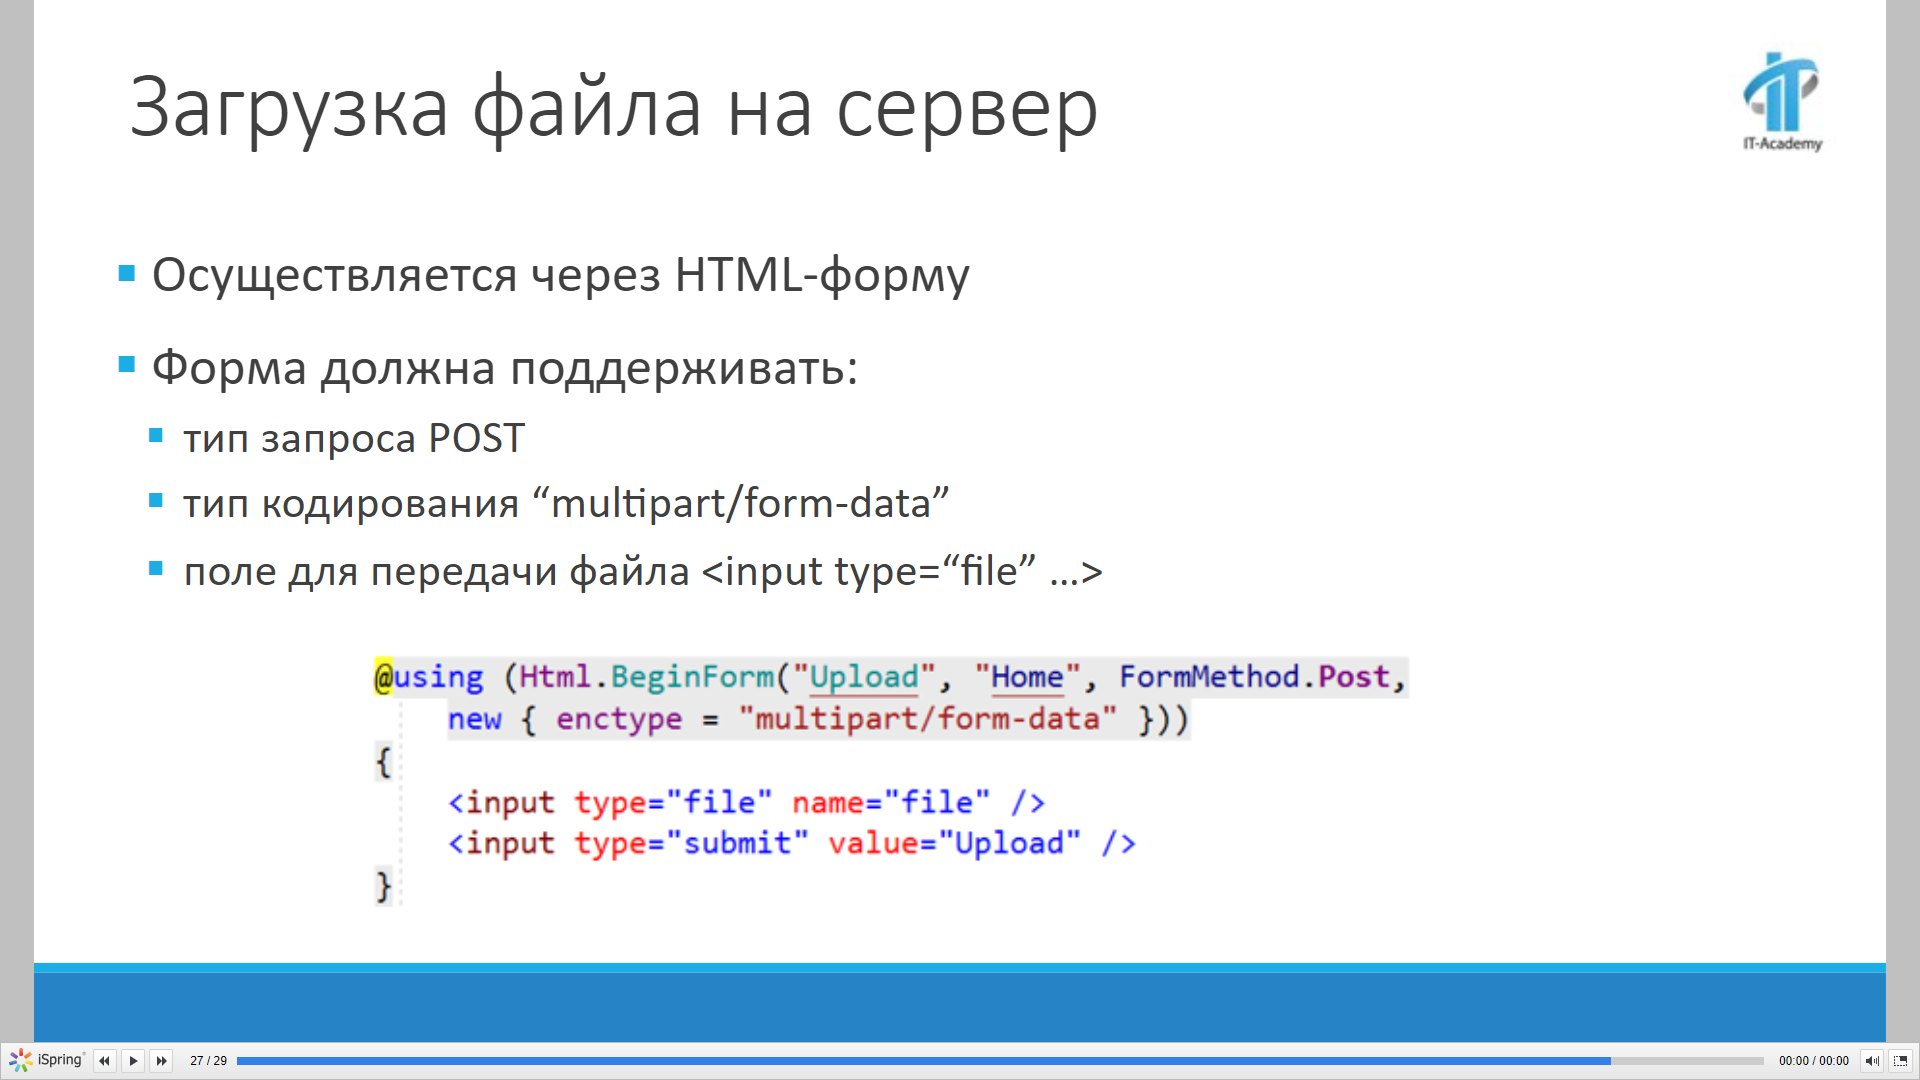 Загрузка файла на сервер
IT-Academy
Осуществляется через HTML-форму
Форма должна поддерживать:
тип запроса POST
тип кодирования “multipart/form-data”
поле для передачи файла <input type=“file” …>
@using (Html.BeginForm("Upload", "Home", FormMethod.Post,
new { enctype = "multipart/form-data" }))
{
<input type="file" name="file" />
<input type="submit" value="Upload" />
}
iSpring
27 / 29
00:00 / 00:00